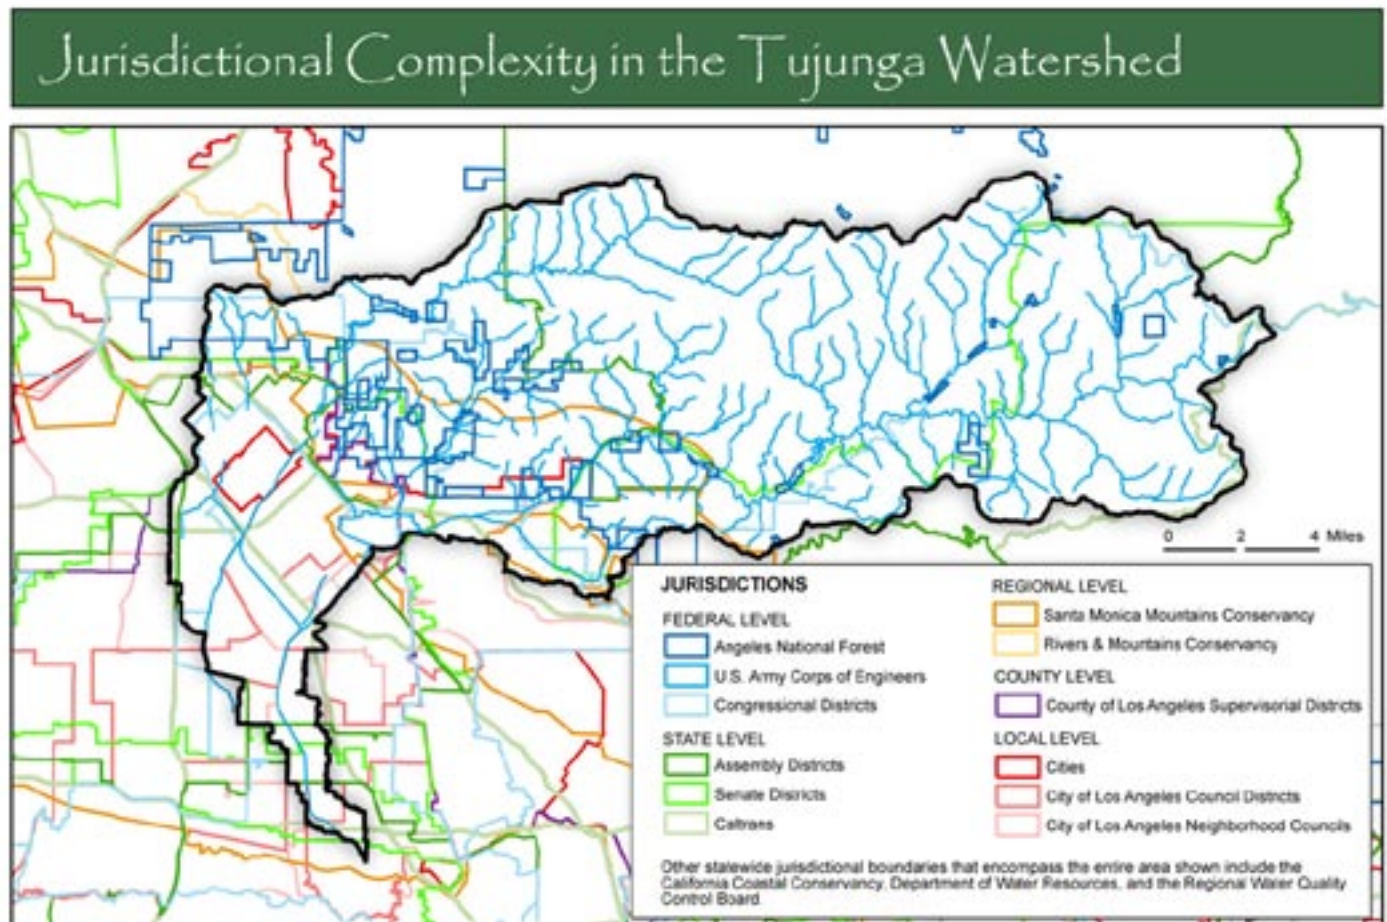 Jurisdictional Complexity in the Tujunga Watershed
0 2 4 Miles
JURISDICTIONS
FEDERAL LEVEL
Angeles National Forest
U.S. Army Corps of Engineers
Congressional Districts
STATE LEVEL
Assembly Districts
Senate Districts
Caltrans
REGIONAL LEVEL
Santa Monica Mountains Conservancy
Rivers & Mountains Conservancy
COUNTY LEVEL
County of Los Angeles Supervisorial Districts
LOCAL LEVEL
Cities
City of Los Angeles Council Districts
City of Los Angeles Neighborhood Councils
Other statewide jurisdictional boundaries that encompass the entire area shown include the
California Coastal Conservancy, Department of Water Resources, and the Regional Water Quality
Control Board.